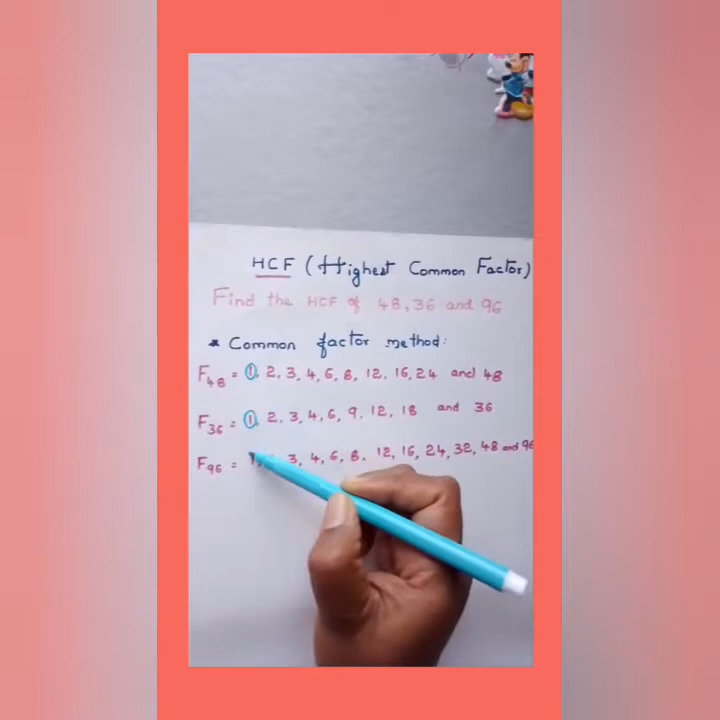 HCF (Highest Common Factor)
Find the HCF of 48, 36 and 96
* Common factor method:
F48 = 1, 2, 3, 4, 6, 8, 12, 16, 24 and 48
F36 = 1, 2, 3, 4, 6, 9, 12, 18 and 36
F96 = 1, 3, 4, 6, 8, 12, 16, 24, 32, 48 and 96